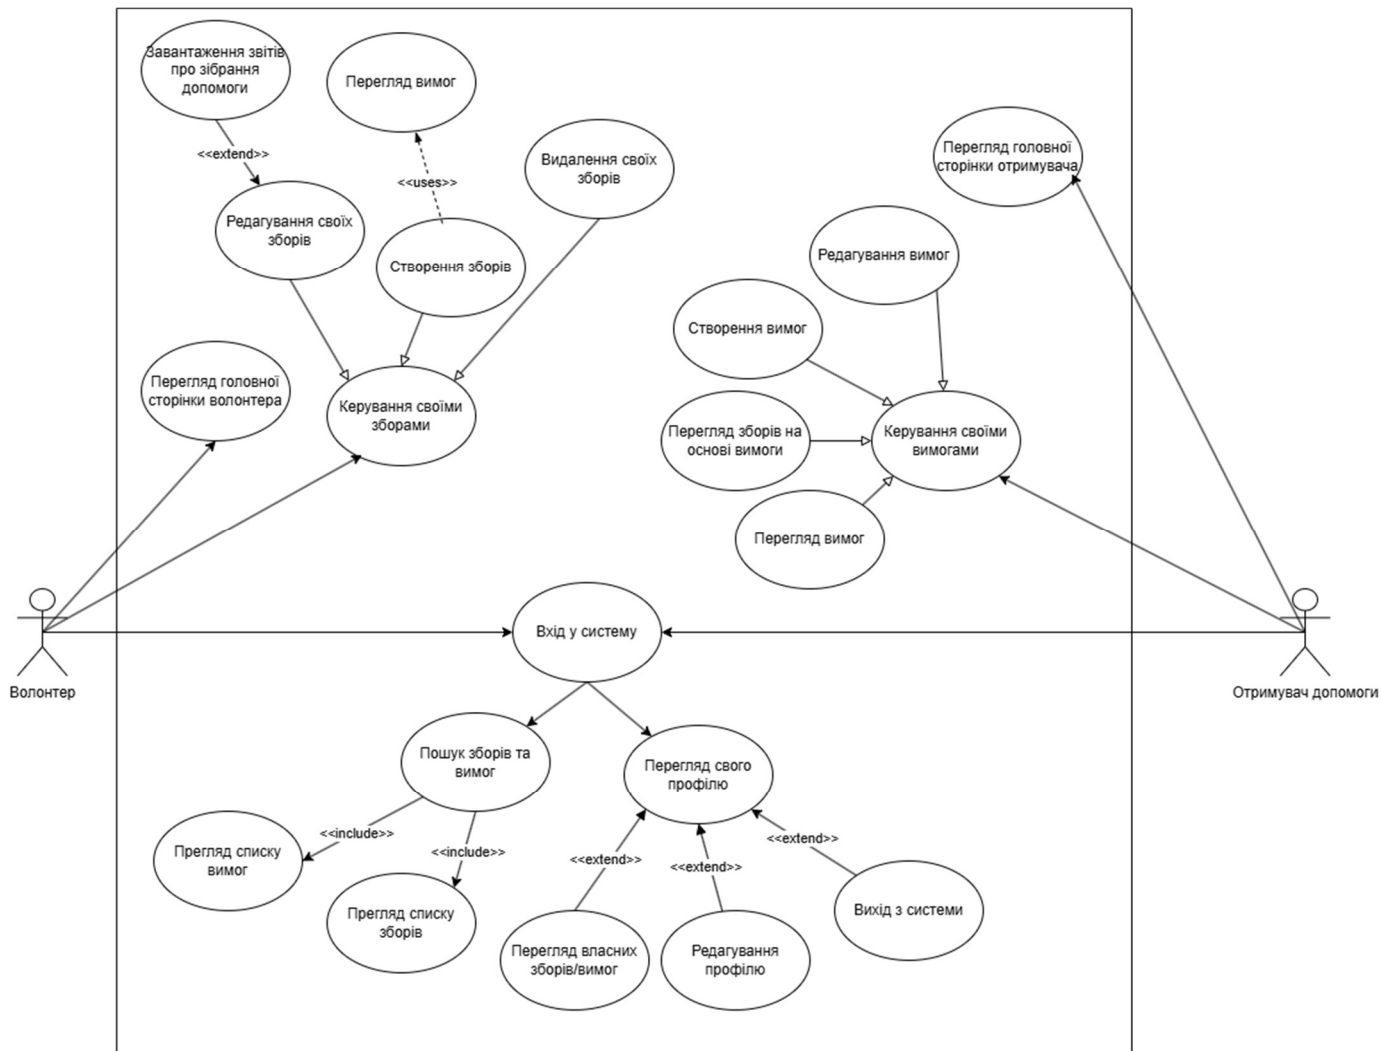 Завантаження звітів
про зібрання
допомоги
Перегляд вимог
<<extend>>
<<uses>>
Видалення своїх
зборів
Перегляд головної
сторінки отримувача
Редагування своїх
зборів
Створення зборів
Редагування вимог
Створення вимог
Перегляд головної
сторінки волонтера
Керування своїми
зборами
Перегляд зборів на
основі вимоги
Керування своїми
вимогами
Перегляд вимог
Вхід у систему
Волонтер
Отримувач допомоги
Пошук зборів та
вимог
Перегляд свого
профілю
<<include>>
<<include>>
<<extend>>
<<extend>>
<<extend>>
Прегляд списку
вимог
Прегляд списку
зборів
Перегляд власних
зборів/вимог
Редагування
профілю
Вихід з системи